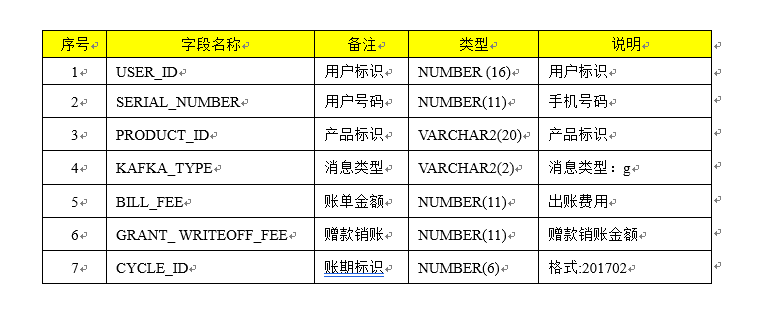 序号 字段名称 备注 类型 说明
1 USER_ID 用户标识 NUMBER (16) 用户标识
2 SERIAL_NUMBER 用户号码 NUMBER(11) 手机号码
3 PRODUCT_ID 产品标识 VARCHAR2(20) 产品标识
4 KAFKA_TYPE 消息类型 VARCHAR2(2) 消息类型：g
5 BILL_FEE 账单金额 NUMBER(11) 出账费用
6 GRANT_ WRITEOFF_FEE 赠款销账 NUMBER(11) 赠款销账金额
7 CYCLE_ID 账期标识 NUMBER(6) 格式:201702